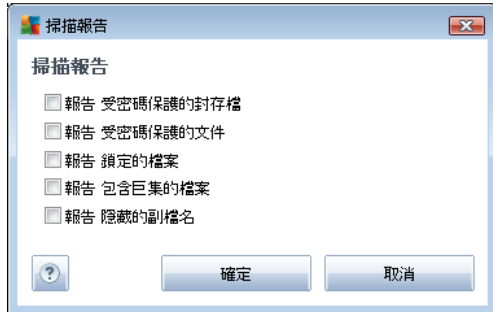 掃描報告
掃描報告
報告 受密碼保護的封存檔
報告 受密碼保護的文件
報告 鎖定的檔案
報告 包含巨集的檔案
報告 隱藏的副檔名
?
確定
取消